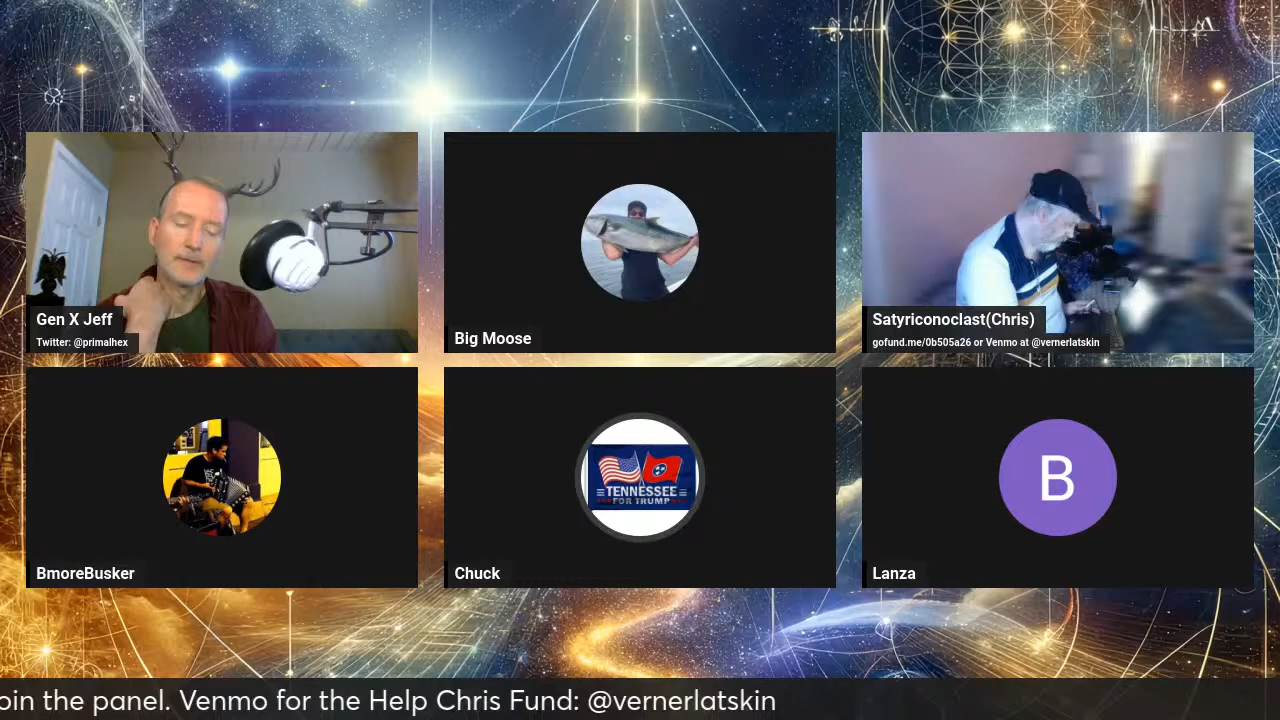 Gen X Jeff
Twitter: @primalhex
Big Moose
Satyriconoclast(Chris)
gofund.me/0b505a26 or Venmo at @vernerlatskin
BmoreBusker
TENNESSEE
FOR TRUMP
Chuck
B
Lanza
oin the panel. Venmo for the Help Chris Fund: @vernerlatskin